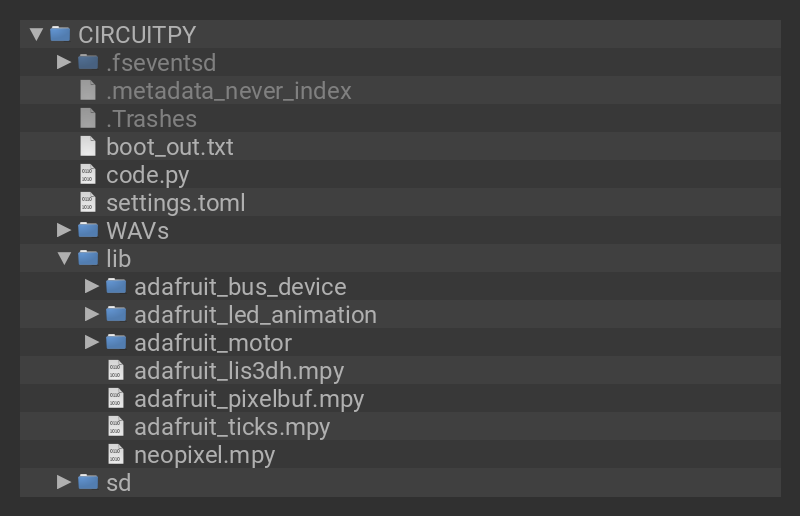 CIRCUITPY
.fseventsd
.metadata_never_index
.Trashes
boot_out.txt
code.py
settings.toml
WAVs
lib
adafruit_bus_device
adafruit_led_animation
adafruit_motor
adafruit_lis3dh.mpy
adafruit_pixelbuf.mpy
adafruit_ticks.mpy
neopixel.mpy
sd